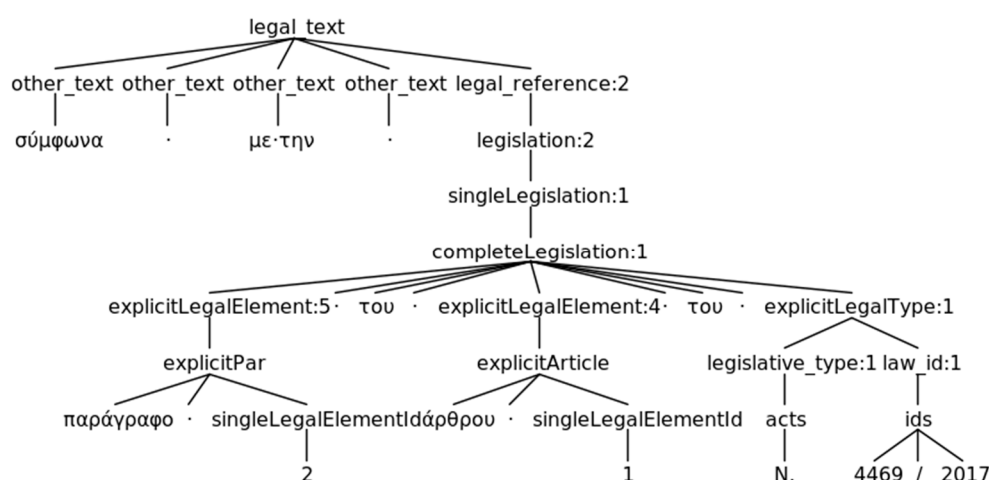 legal_text
other_text other_text other_text other_text legal_reference:2
σύμφωνα · με·την · legislation:2
singleLegislation:1
completeLegislation:1
explicitLegalElement:5 · του · explicitLegalElement:4 · του · explicitLegalType:1
explicitPar explicitArticle legislative_type:1 law_id:1
παράγραφο · singleLegalElementId άρθρου · singleLegalElementId acts ids
2 1 N. 4469 / 2017